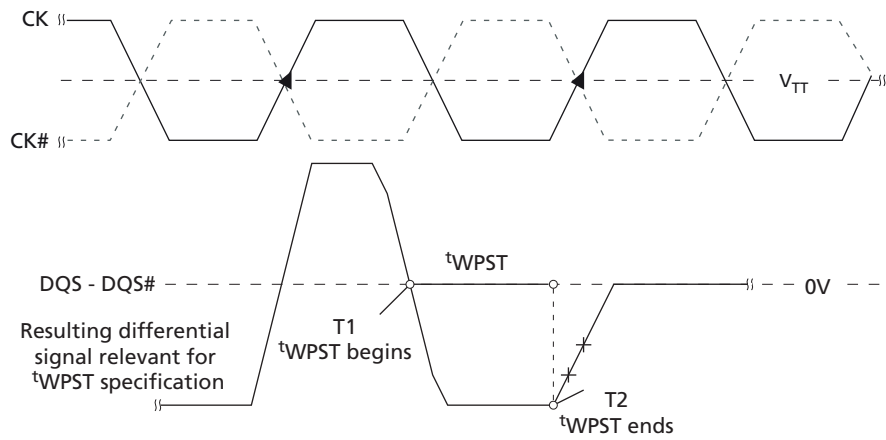 CK
V_TT
CK#
tWPST
DQS - DQS#
0V
Resulting differential
signal relevant for
tWPST specification
T1
tWPST begins
T2
tWPST ends